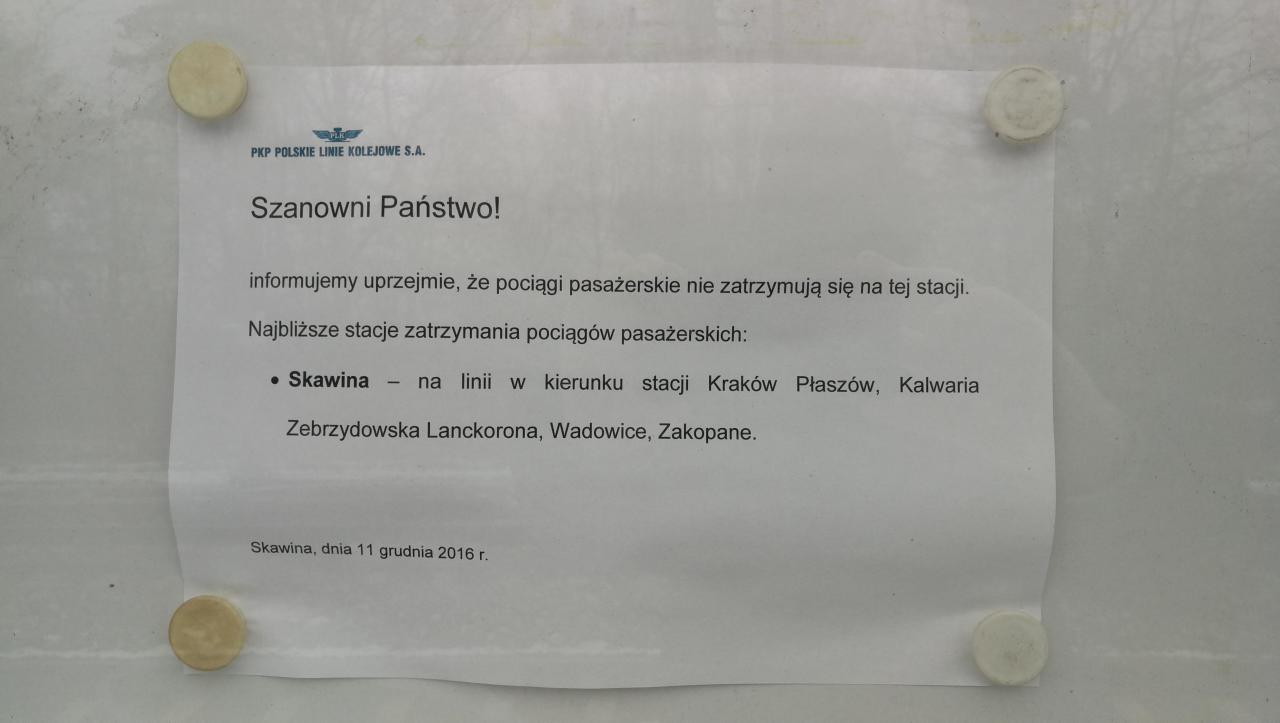 PLK
PKP POLSKIE LINIE KOLEJOWE S.A.
Szanowni Państwo!
informujemy uprzejmie, że pociągi pasażerskie nie zatrzymują się na tej stacji.
Najbliższe stacje zatrzymania pociągów pasażerskich:
• Skawina – na linii w kierunku stacji Kraków Płaszów, Kalwaria
Zebrzydowska Lanckorona, Wadowice, Zakopane.
Skawina, dnia 11 grudnia 2016 r.